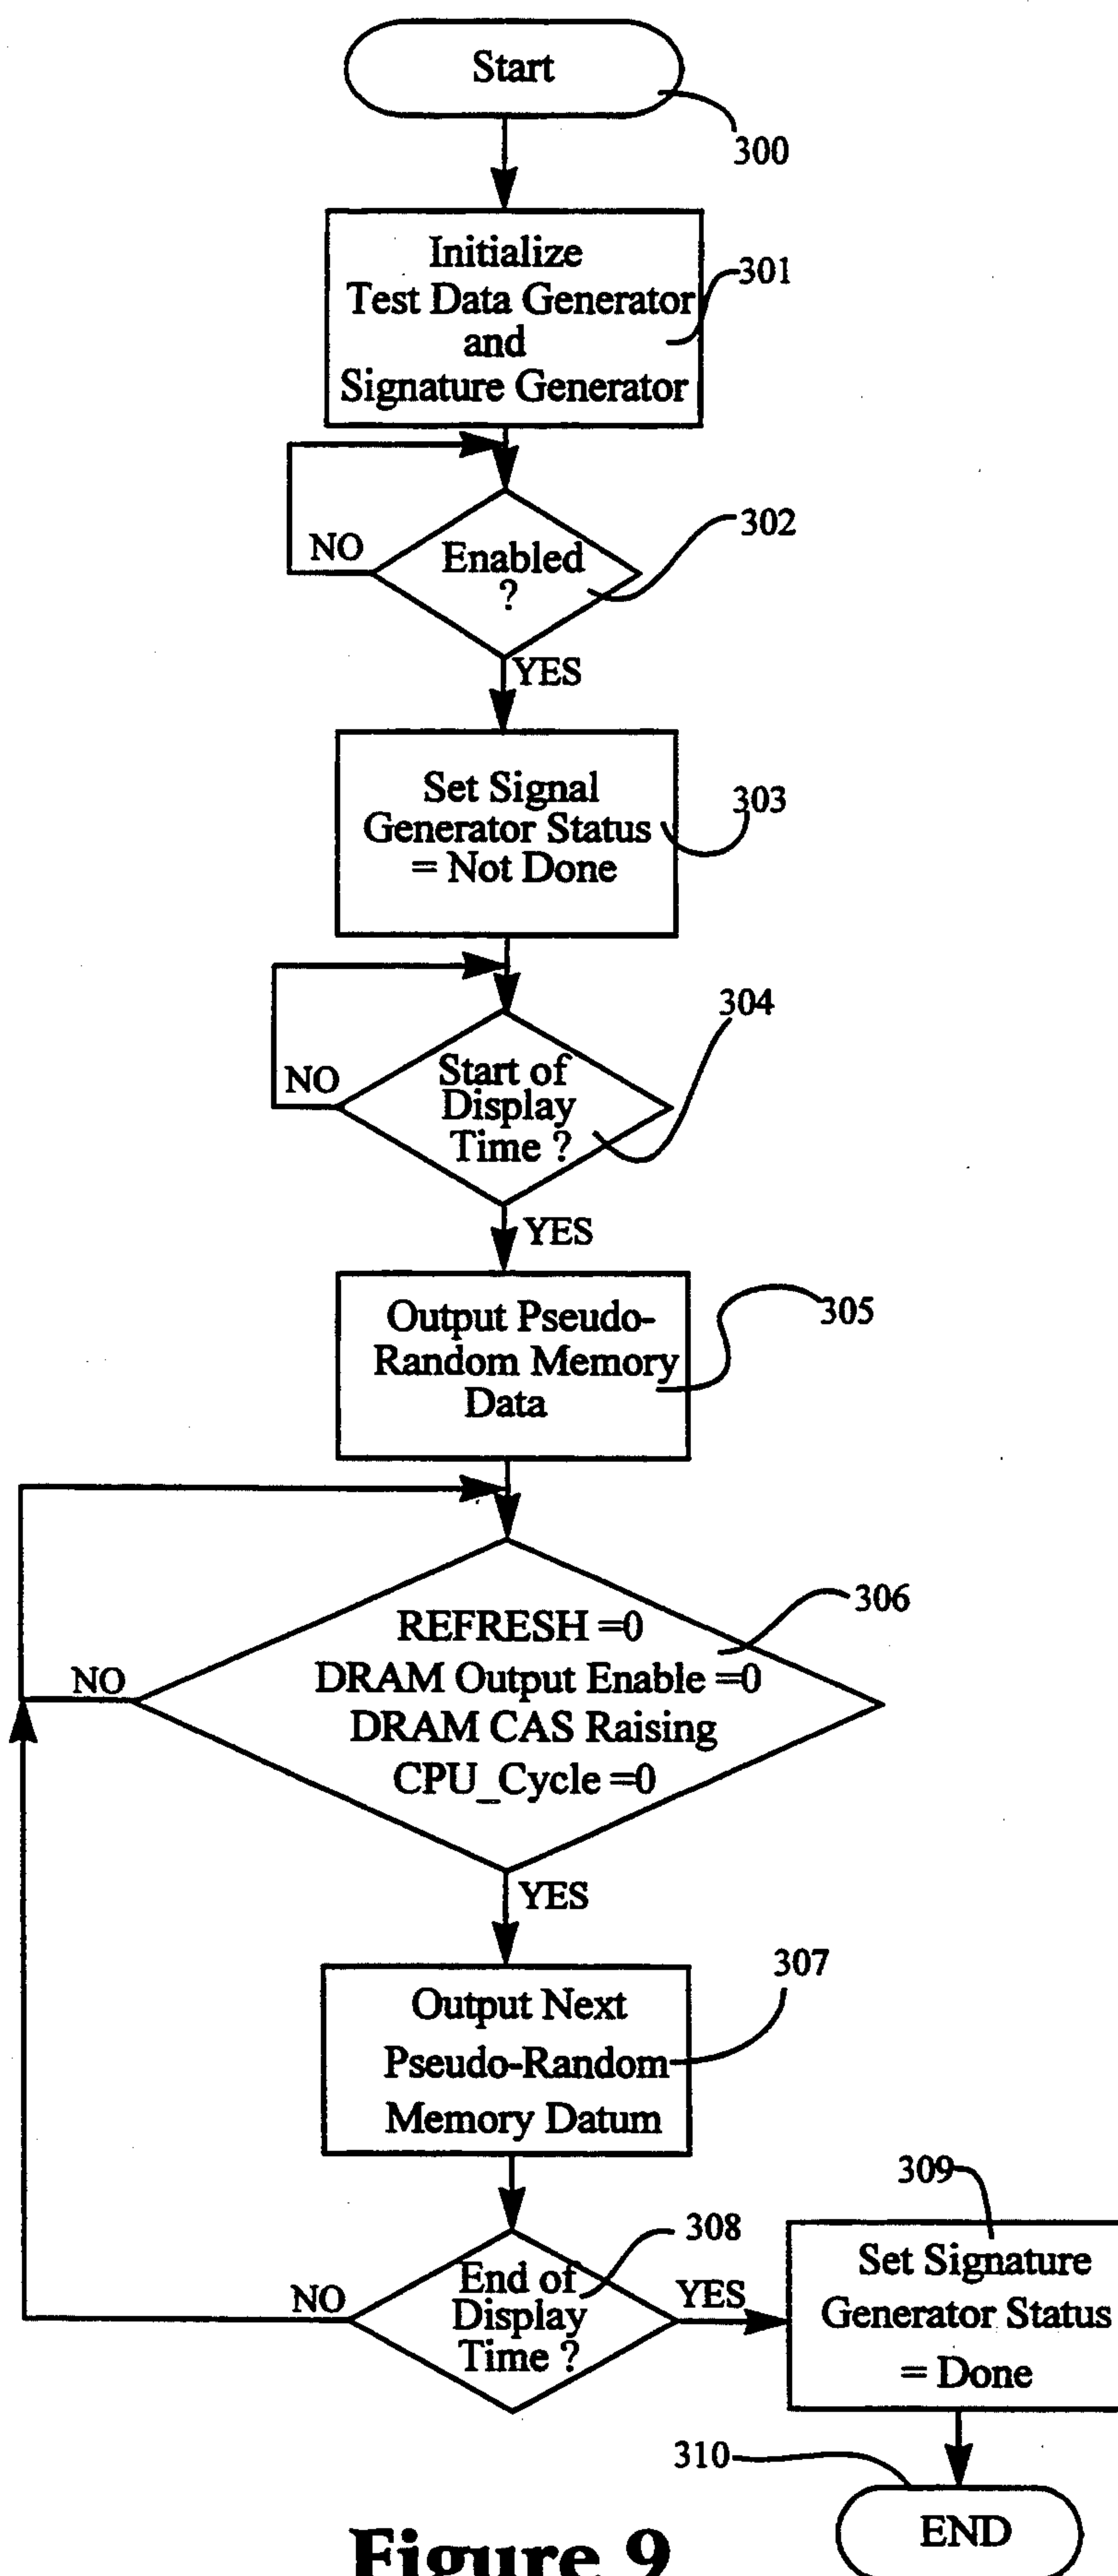 Start
300
Initialize
Test Data Generator
and
Signature Generator
301
NO
Enabled
?
302
YES
Set Signal
Generator Status
= Not Done
303
304
NO
Start of
Display
Time ?
YES
Output Pseudo-
Random Memory
Data
305
306
NO
REFRESH =0
DRAM Output Enable =0
DRAM CAS Raising
CPU_Cycle =0
YES
307
Output Next
Pseudo-Random
Memory Datum
309
308
NO
End of
Display
Time ?
YES
Set Signature
Generator Status
= Done
310
END
Figure 9